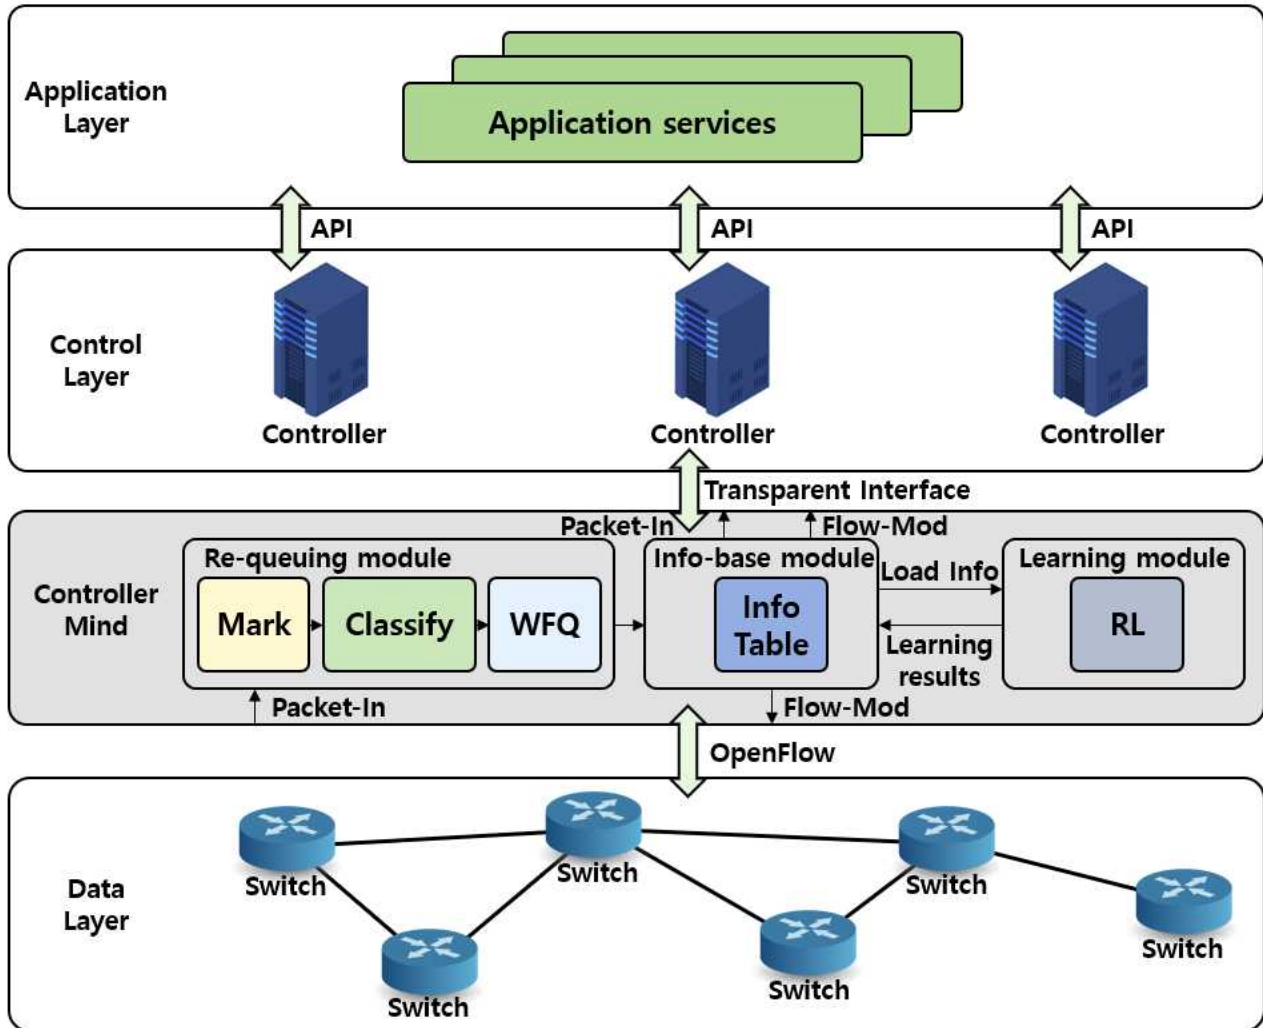 Application
Layer
Application services
API
API
API
Control
Layer
Controller
Controller
Controller
Transparent Interface
Packet-In
Flow-Mod
Controller
Mind
Re-queuing module
Mark
Classify
WFQ
Info-base module
Info
Table
Load Info
Learning
results
Learning module
RL
Packet-In
Flow-Mod
OpenFlow
Data
Layer
Switch
Switch
Switch
Switch
Switch
Switch